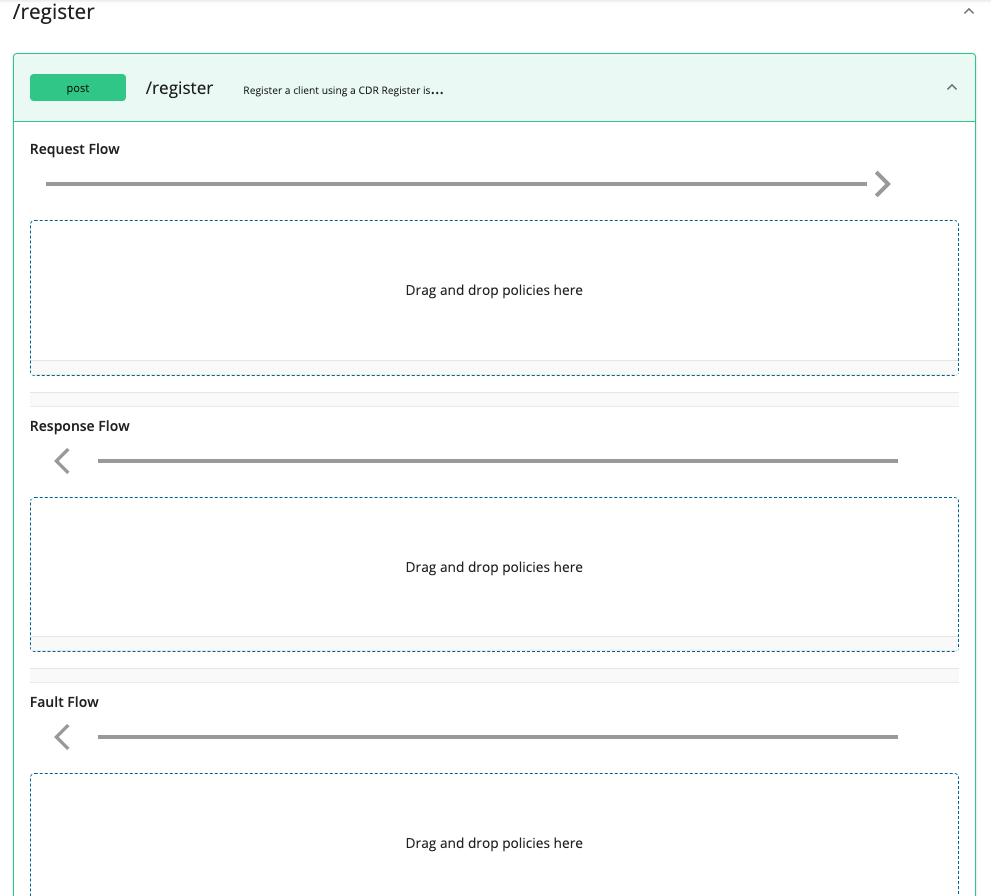 /register
post /register Register a client using a CDR Register is...
Request Flow
Drag and drop policies here
Response Flow
Drag and drop policies here
Fault Flow
Drag and drop policies here